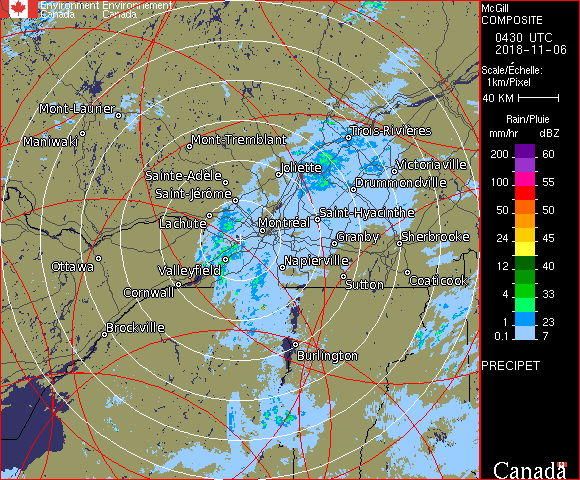 Environment Environnement
Canada Canada
McGill
COMPOSITE
0430 UTC
2018-11-06
Scale/Échelle:
1km/Pixel
40 KM
Rain/Pluie
mm/hr dBZ
200 60
100 55
50 50
24 45
12 40
4 33
1 23
0.1 7
PRECIPET
Canada
Mont-Laurier
Maniwaki
Mont-Tremblant
Trois-Rivières
Sainte-Adèle
Joliette
Victoriaville
Saint-Jérôme
Drummondville
Lachute
Montréal
Saint-Hyacinthe
Granby
Sherbrooke
Ottawa
Valleyfield
Napierville
Cornwall
Sutton
Coaticook
Brockville
Burlington